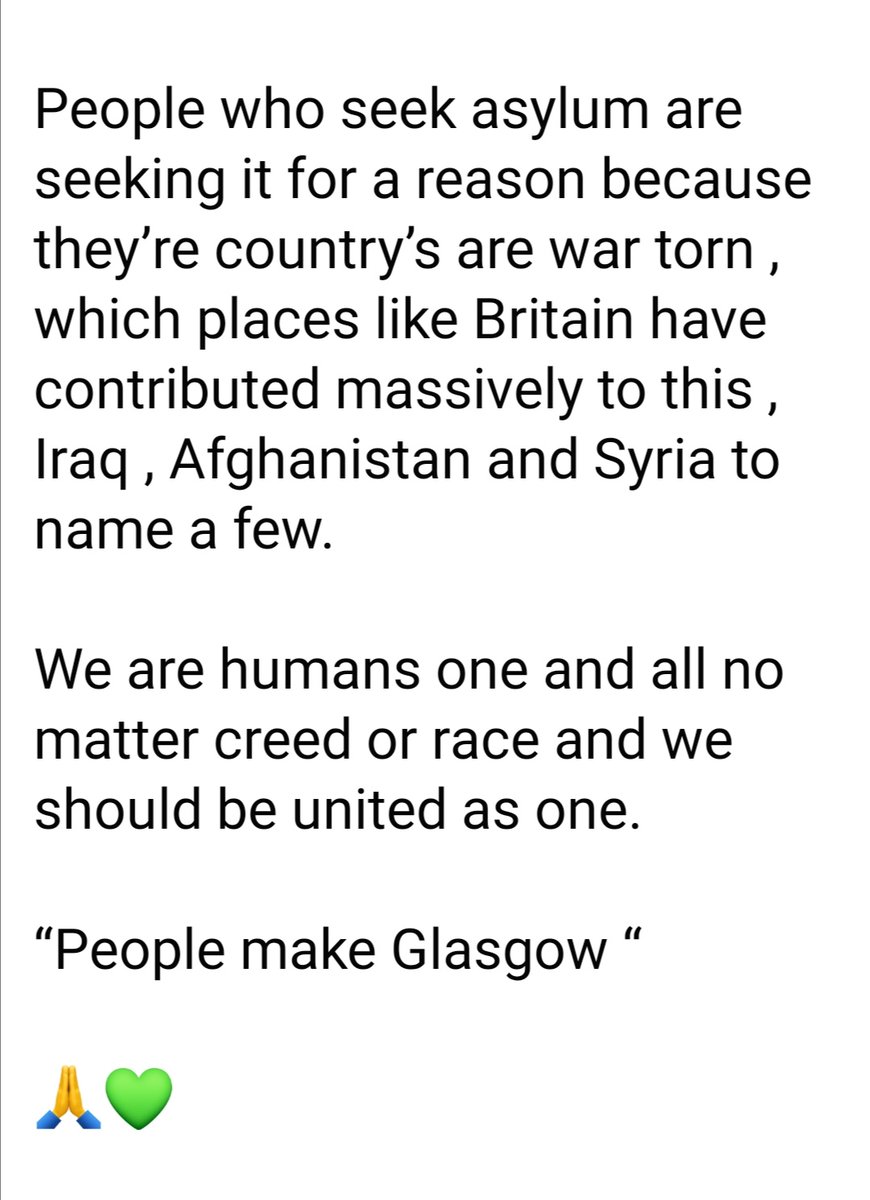 People who seek asylum are
seeking it for a reason because
they’re country’s are war torn ,
which places like Britain have
contributed massively to this ,
Iraq , Afghanistan and Syria to
name a few.
We are humans one and all no
matter creed or race and we
should be united as one.
“People make Glasgow “
🙏💚